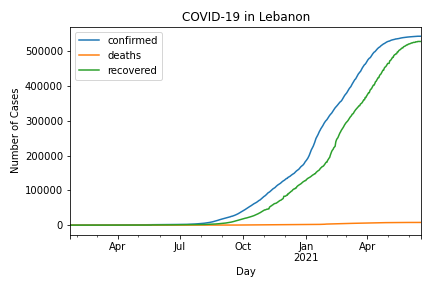 COVID-19 in Lebanon
confirmed
deaths
recovered
Number of Cases
500000
400000
300000
200000
100000
0
Apr
Jul
Oct
Jan
2021
Apr
Day